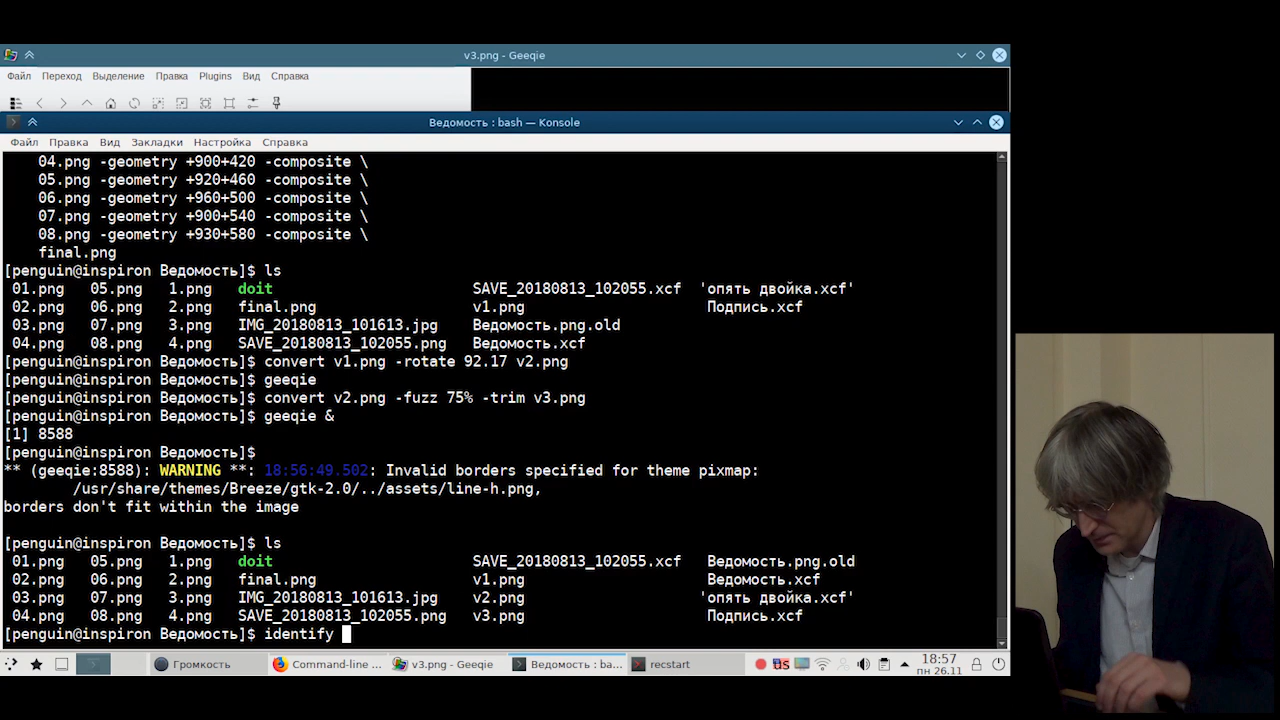 v3.png - Geeqie
Файл Переход Выделение Правка Plugins Вид Справка
Ведомость : bash — Konsole
Файл Правка Вид Закладки Настройка Справка
04.png -geometry +900+420 -composite \
05.png -geometry +920+460 -composite \
06.png -geometry +960+500 -composite \
07.png -geometry +900+540 -composite \
08.png -geometry +930+580 -composite \
final.png
[penguin@inspiron Ведомость]$ ls
01.png 05.png 1.png doit SAVE_20180813_102055.xcf 'опять двойка.xcf'
02.png 06.png 2.png final.png v1.png Подпись.xcf
03.png 07.png 3.png IMG_20180813_101613.jpg Ведомость.png.old
04.png 08.png 4.png SAVE_20180813_102055.png Ведомость.xcf
[penguin@inspiron Ведомость]$ convert v1.png -rotate 92.17 v2.png
[penguin@inspiron Ведомость]$ geeqie
[penguin@inspiron Ведомость]$ convert v2.png -fuzz 75% -trim v3.png
[penguin@inspiron Ведомость]$ geeqie &
[1] 8588
[penguin@inspiron Ведомость]$
** (geeqie:8588): WARNING **: 18:56:49.502: Invalid borders specified for theme pixmap:
/usr/share/themes/Breeze/gtk-2.0/../assets/line-h.png,
borders don't fit within the image
[penguin@inspiron Ведомость]$ ls
01.png 05.png 1.png doit SAVE_20180813_102055.xcf Ведомость.png.old
02.png 06.png 2.png final.png v1.png Ведомость.xcf
03.png 07.png 3.png IMG_20180813_101613.jpg v2.png 'опять двойка.xcf'
04.png 08.png 4.png SAVE_20180813_102055.png v3.png Подпись.xcf
[penguin@inspiron Ведомость]$ identify
Громкость Command-line ... v3.png - Geeqie Ведомость : ba... recstart US 18:57
пн 26.11